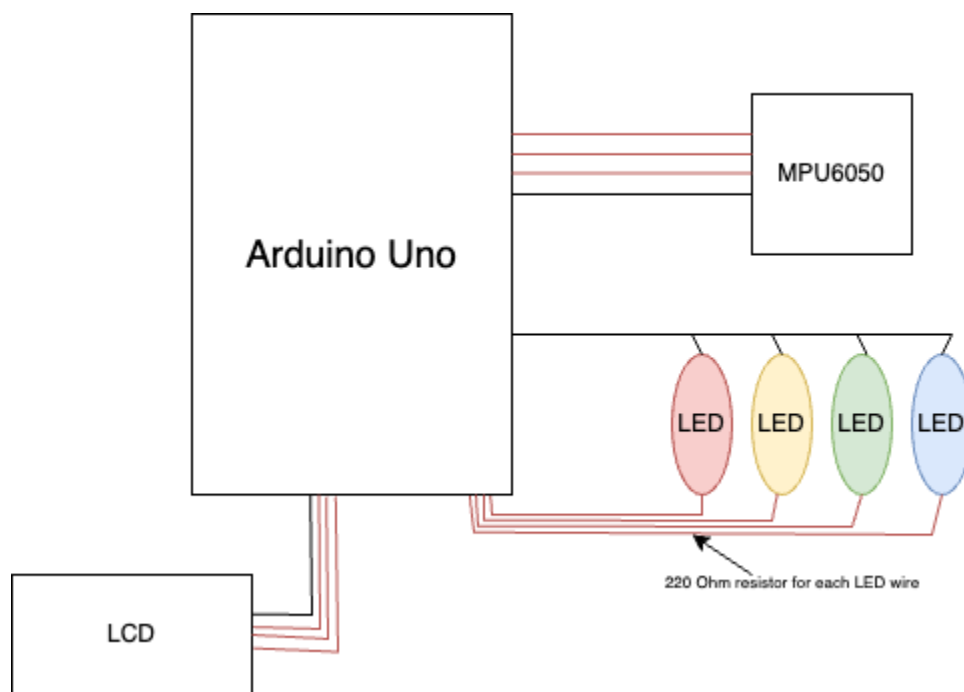 MPU6050
Arduino Uno
LED
LED
LED
LED
220 Ohm resistor for each LED wire
LCD